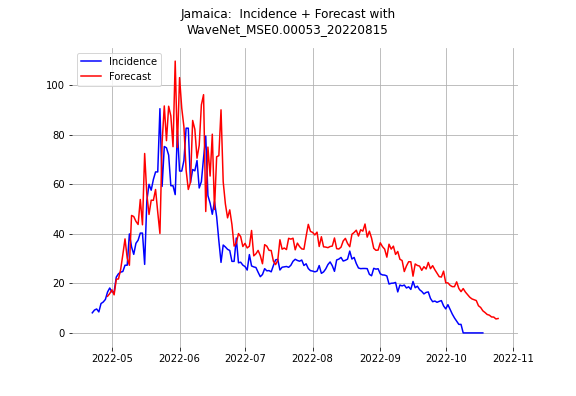 Jamaica:  Incidence + Forecast with
WaveNet_MSE0.00053_20220815
Incidence
Forecast
100
80
60
40
20
0
2022-05 2022-06 2022-07 2022-08 2022-09 2022-10 2022-11